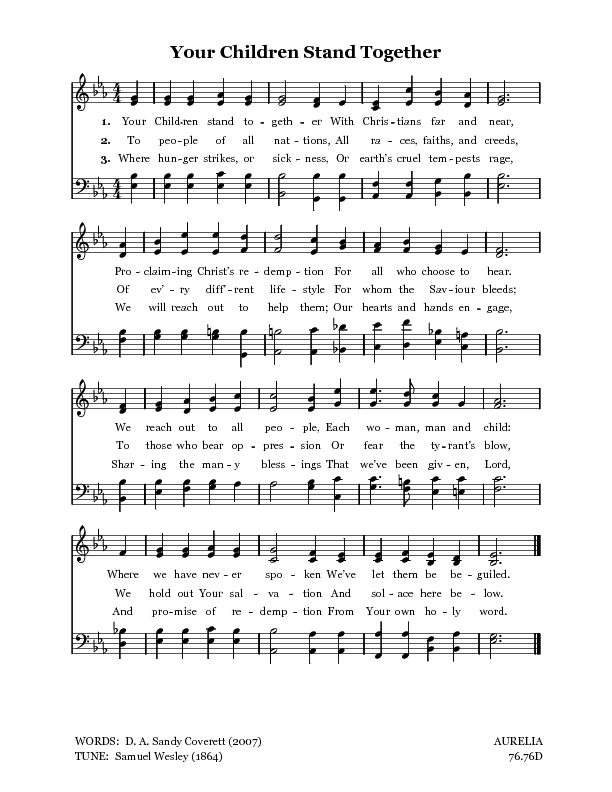 Your Children Stand Together
1. Your Child-ren stand to - geth - er With Chris - tians far and near,
2. To peo - ple of all nat - tions, All ra - ces, faiths, and creeds,
3. Where hun - ger strikes, or sick - ness, Or earth's cruel tem - pests rage,
Pro - claim - ing Christ's re - demp - tion For all who choose to hear.
Of ev' - ry diff' - rent life - style For whom the Sav - iour bleeds;
We will reach out to help them; Our hearts and hands en - gage,
We reach out to all peo - ple, Each wo - man, man and child:
To those who bear op - pres - sion Or fear the ty - rant's blow,
Shar - ing the man - y bless - ings That we've been giv - en, Lord,
Where we have nev - er spo - ken We've let them be be - guiled.
We hold out Your sal - va - tion And sol - ace here be - low.
And pro - mise of re - demp - tion From Your own ho - ly word.
WORDS: D. A. Sandy Coverett (2007) AURELIA
TUNE: Samuel Wesley (1864) 76.76D